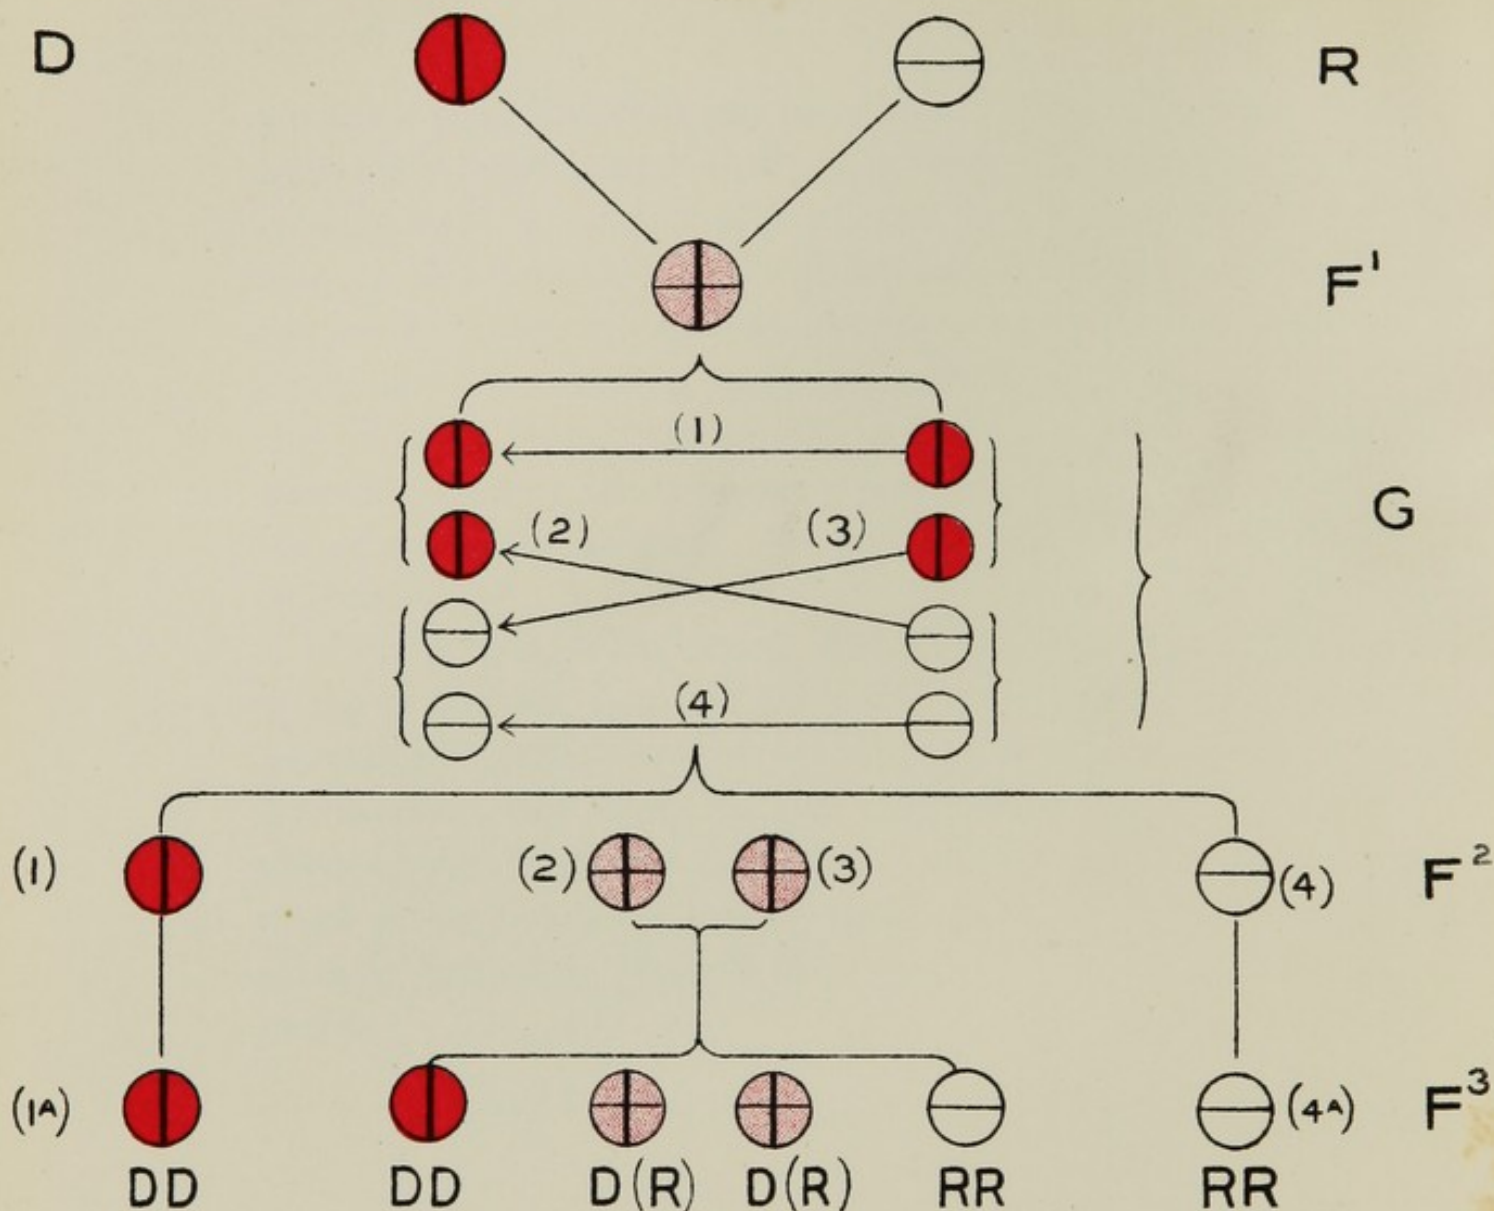 D R
F¹
(1)
G
(2) (3)
(4)
(1) (2) (3) (4) F²
(1A) (4A) F³
DD DD D(R) D(R) RR RR